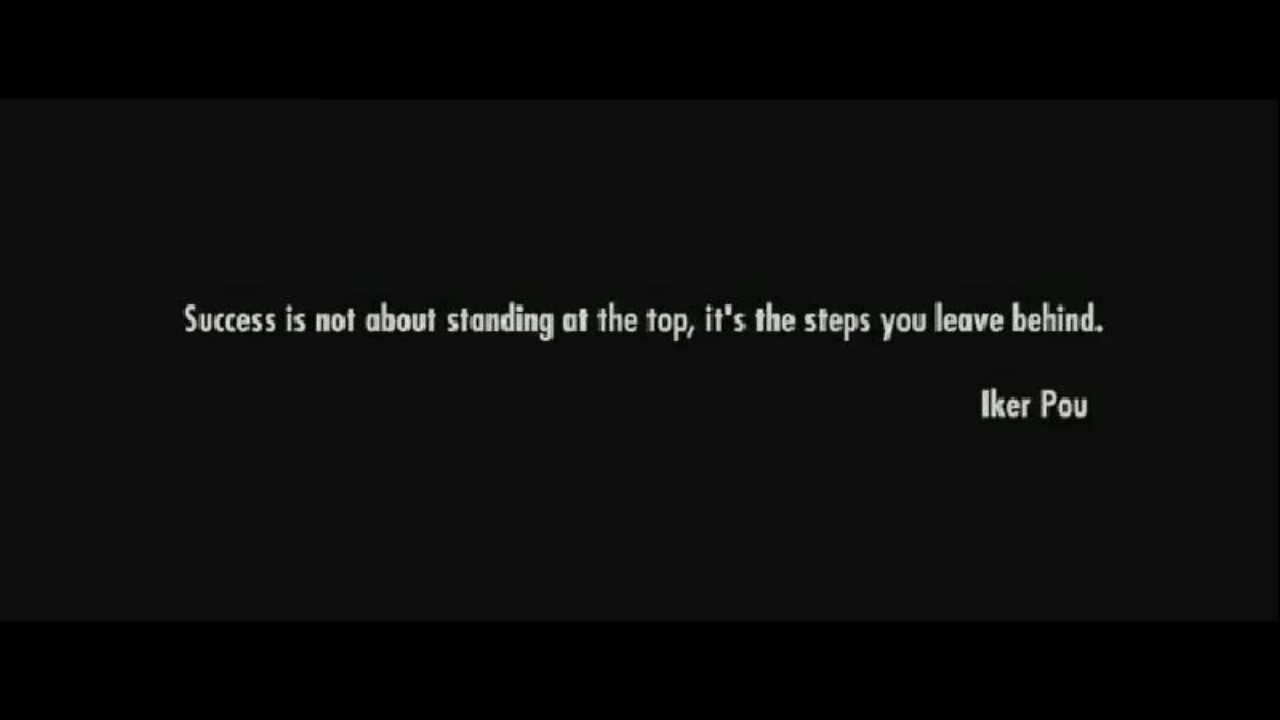 Success is not about standing at the top, it's the steps you leave behind.
Iker Pou